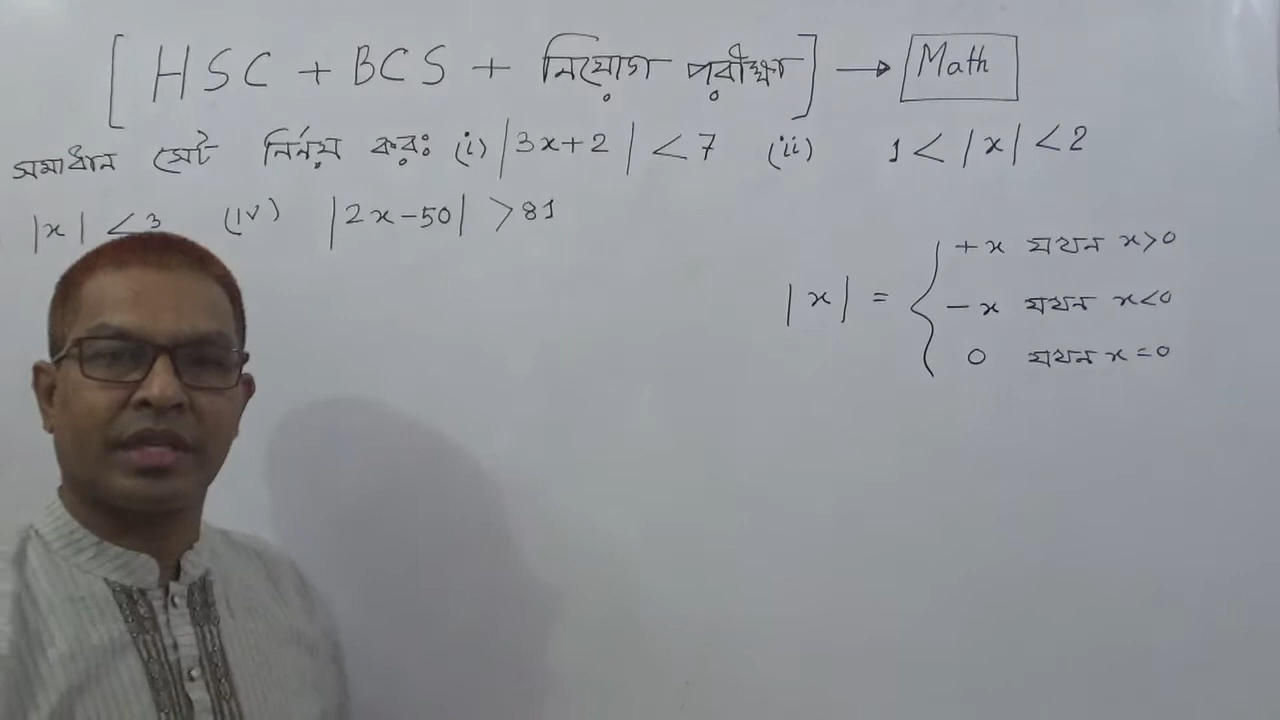 [HSC + BCS + নিয়োগ পরীক্ষা] → Math
সমাধান সেট নির্নয় করঃ (i) |3x+2| < 7 (ii) 1 < |x| < 2
|x| < 3 (iv) |2x-50| > 81
|x| = { +x যখন x>0
-x যখন x<0
0 যখন x=0